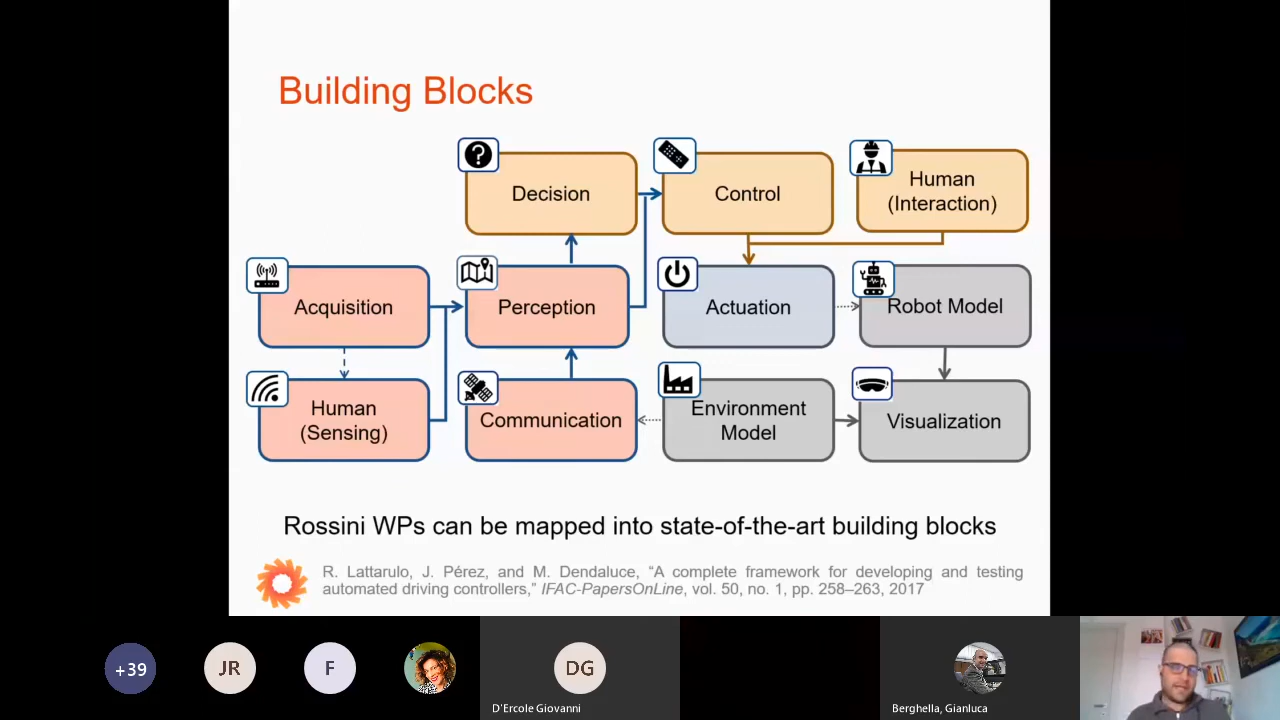 Building Blocks
Decision
Control
Human
(Interaction)
Acquisition
Perception
Actuation
Robot Model
Human
(Sensing)
Communication
Environment
Model
Visualization
Rossini WPs can be mapped into state-of-the-art building blocks
R. Lattarulo, J. Pérez, and M. Dendaluce, “A complete framework for developing and testing
automated driving controllers,” IFAC-PapersOnLine, vol. 50, no. 1, pp. 258–263, 2017
+39
JR
F
DG
D'Ercole Giovanni
Berghella, Gianluca